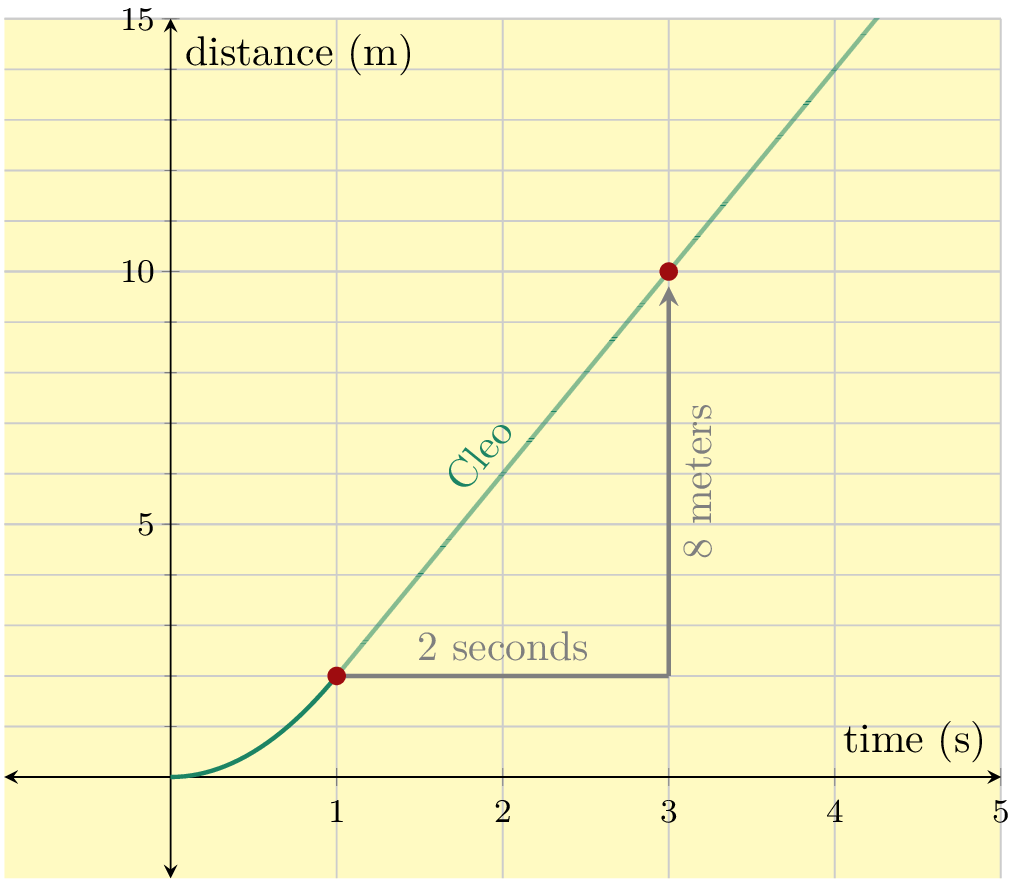 15
distance (m)
10
Cleo
8 meters
5
2 seconds
time (s)
1 2 3 4 5